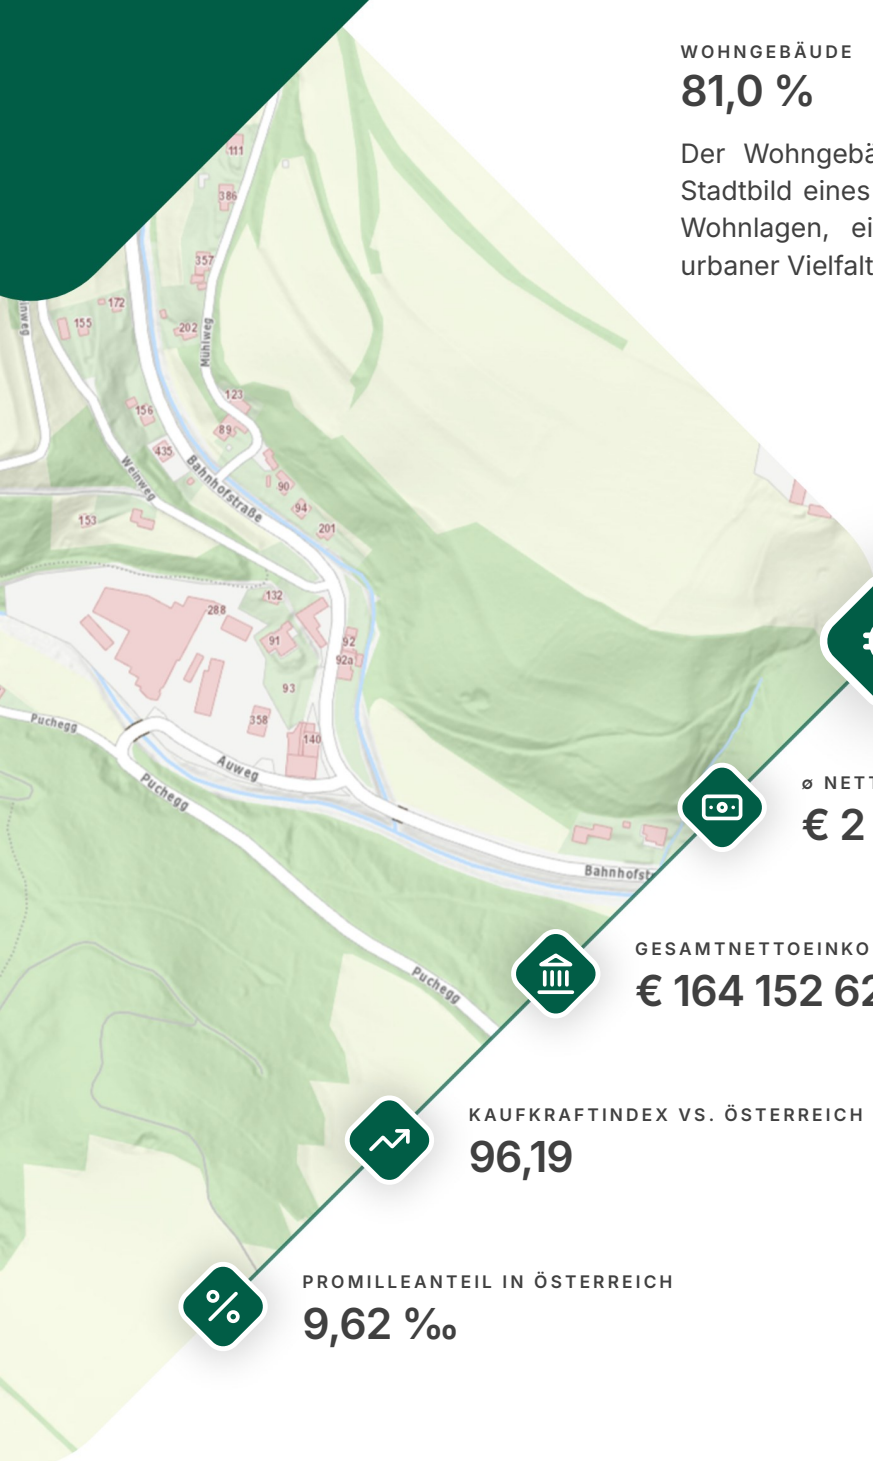 WOHNGEBÄUDE
81,0 %
Der Wohngebä
Stadtbild eines
Wohnlagen, ei
urbaner Vielfalt
111
386
357
172
155
202
Mühlweg
inweg
123
156
89
435
Weinweg
Bahnhofstraße
90
94
153
201
132
288
91
92
92a
93
358
140
Puchegg
Auweg
Puchegg
ø NETT
€ 2
Bahnhofst
GESAMTNETTOEINKO
€ 164 152 62
Puchegg
KAUFKRAFTINDEX VS. ÖSTERREICH
96,19
PROMILLEANTEIL IN ÖSTERREICH
9,62 ‰